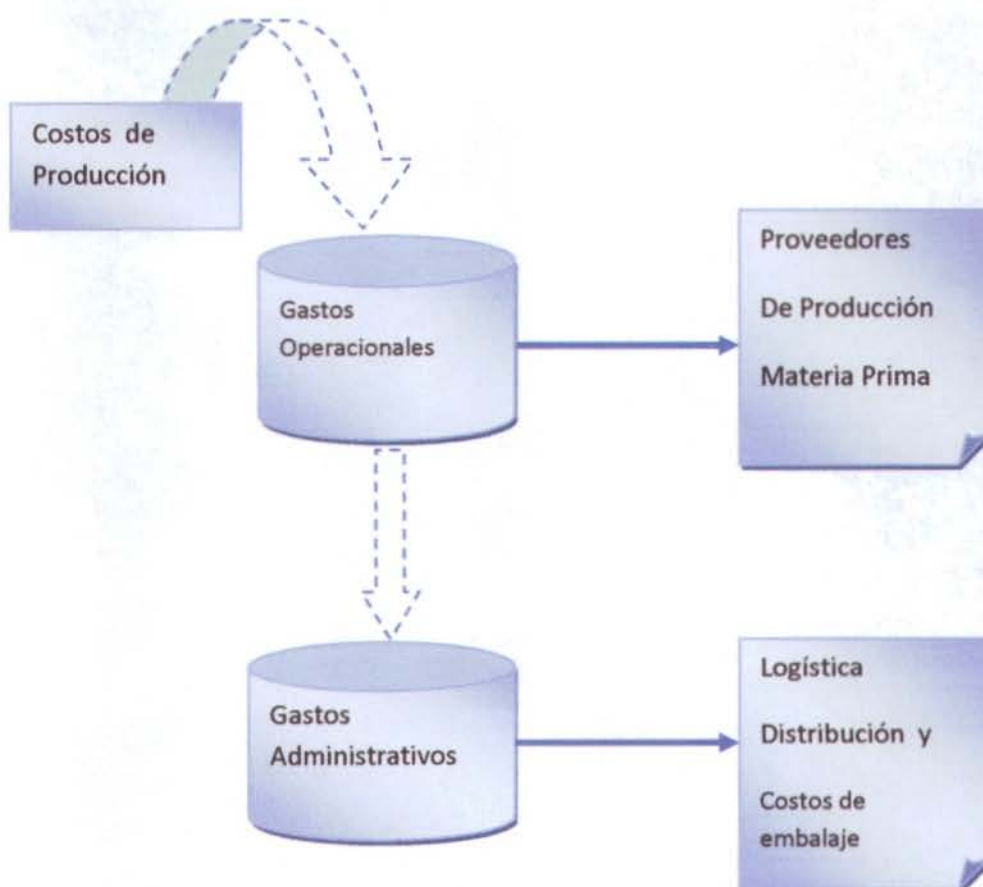 Costos de
Producción
Gastos
Operacionales
Proveedores
De Producción
Materia Prima
Gastos
Administrativos
Logística
Distribución y
Costos de
embalaje